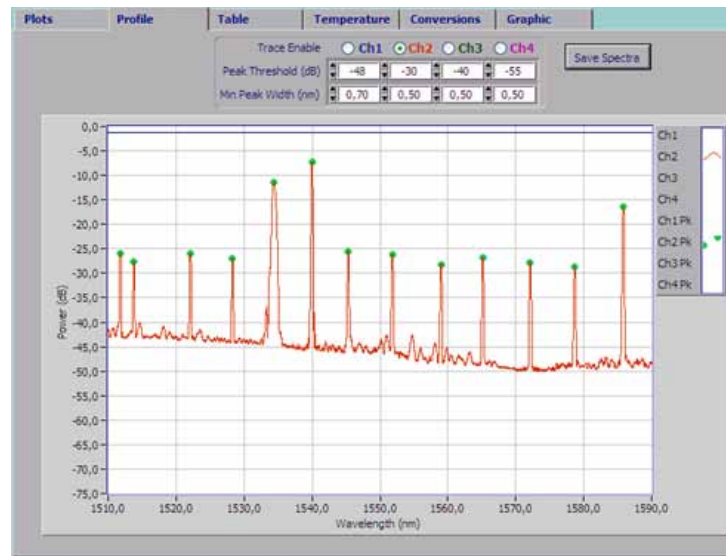 Plots Profile Table Temperature Conversions Graphic
Trace Enable Ch1 Ch2 Ch3 Ch4
Save Spectra
Peak Threshold (dB) -48 -30 -40 -55
Min Peak Width (nm) 0,70 0,50 0,50 0,50
0,0
-5,0
-10,0
-15,0
-20,0
-25,0
-30,0
-35,0
-40,0
-45,0
-50,0
-55,0
-60,0
-65,0
-70,0
-75,0
Power (dB)
1510,0 1520,0 1530,0 1540,0 1550,0 1560,0 1570,0 1580,0 1590,0
Wavelength (nm)
Ch1
Ch2
Ch3
Ch4
Ch1 Pk
Ch2 Pk
Ch3 Pk
Ch4 Pk